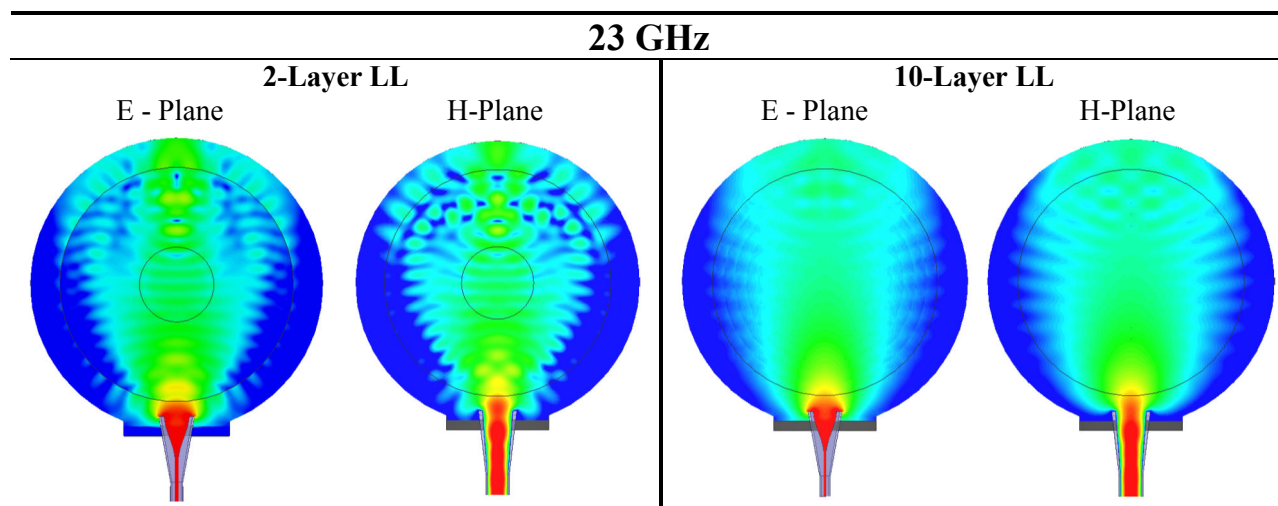 23 GHz
2-Layer LL
10-Layer LL
E - Plane
H-Plane
E - Plane
H-Plane